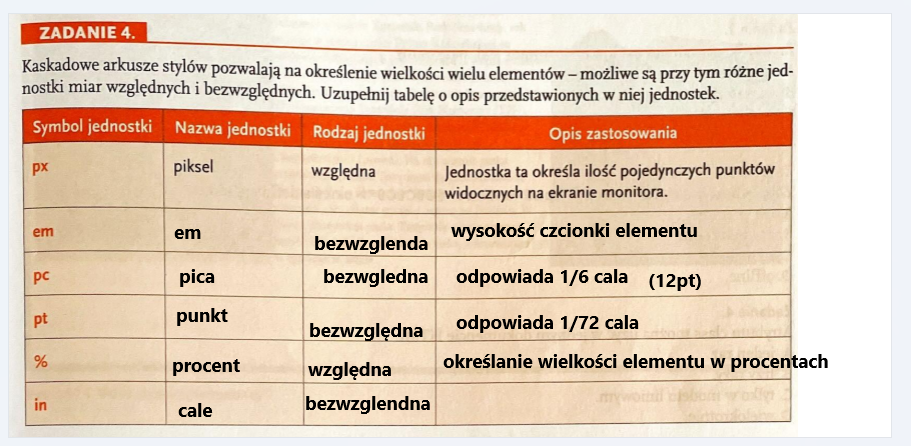 ZADANIE 4.
Kaskadowe arkusze stylów pozwalają na określenie wielkości wielu elementów – możliwe są przy tym różne jed-
nostki miar względnych i bezwzględnych. Uzupełnij tabelę o opis przedstawionych w niej jednostek.
Symbol jednostki Nazwa jednostki Rodzaj jednostki Opis zastosowania
px piksel względna Jednostka ta określa ilość pojedynczych punktów
widocznych na ekranie monitora.
em em bezwzglenda wysokość czcionki elementu
pc pica bezwgledna odpowiada 1/6 cala (12pt)
pt punkt bezwzględna odpowiada 1/72 cala
% procent względna określanie wielkości elementu w procentach
in cale bezwzglendna